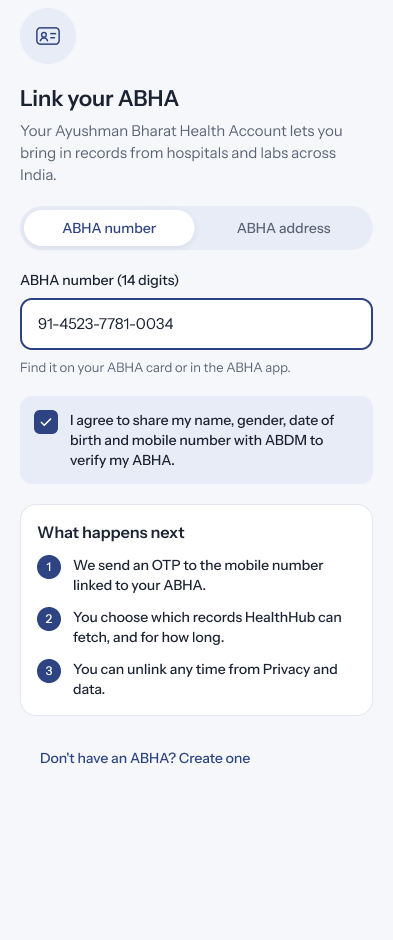 Link your ABHA
Your Ayushman Bharat Health Account lets you
bring in records from hospitals and labs across
India.
ABHA number
ABHA address
ABHA number (14 digits)
91-4523-7781-0034
Find it on your ABHA card or in the ABHA app.
I agree to share my name, gender, date of
birth and mobile number with ABDM to
verify my ABHA.
What happens next
1 We send an OTP to the mobile number
linked to your ABHA.
2 You choose which records HealthHub can
fetch, and for how long.
3 You can unlink any time from Privacy and
data.
Don't have an ABHA? Create one